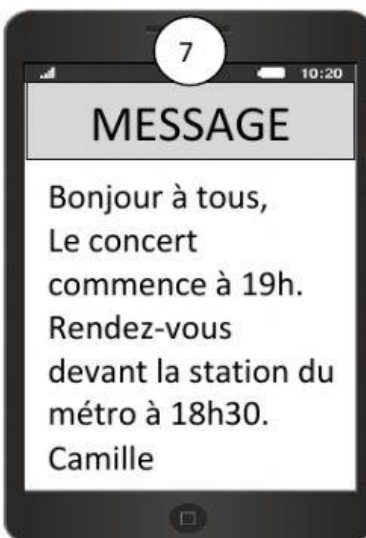 7
10:20
MESSAGE
Bonjour à tous,
Le concert
commence à 19h.
Rendez-vous
devant la station du
métro à 18h30.
Camille